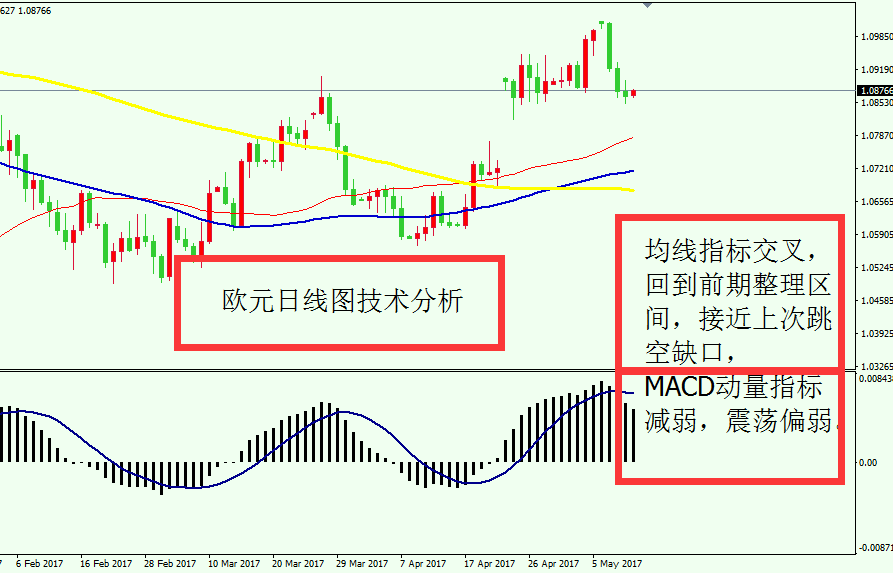 627 1.08766
1.09850
1.09190
1.08766
1.08530
1.07870
1.07210
1.06565
1.05905
1.05245
1.04585
1.03925
1.03265
欧元日线图技术分析
均线指标交叉，
回到前期整理区
间，接近上次跳
空缺口，
MACD动量指标
减弱，震荡偏弱。
0.008438
0.00
-0.00871
6 Feb 2017
16 Feb 2017
28 Feb 2017
10 Mar 2017
20 Mar 2017
29 Mar 2017
7 Apr 2017
17 Apr 2017
26 Apr 2017
5 May 2017